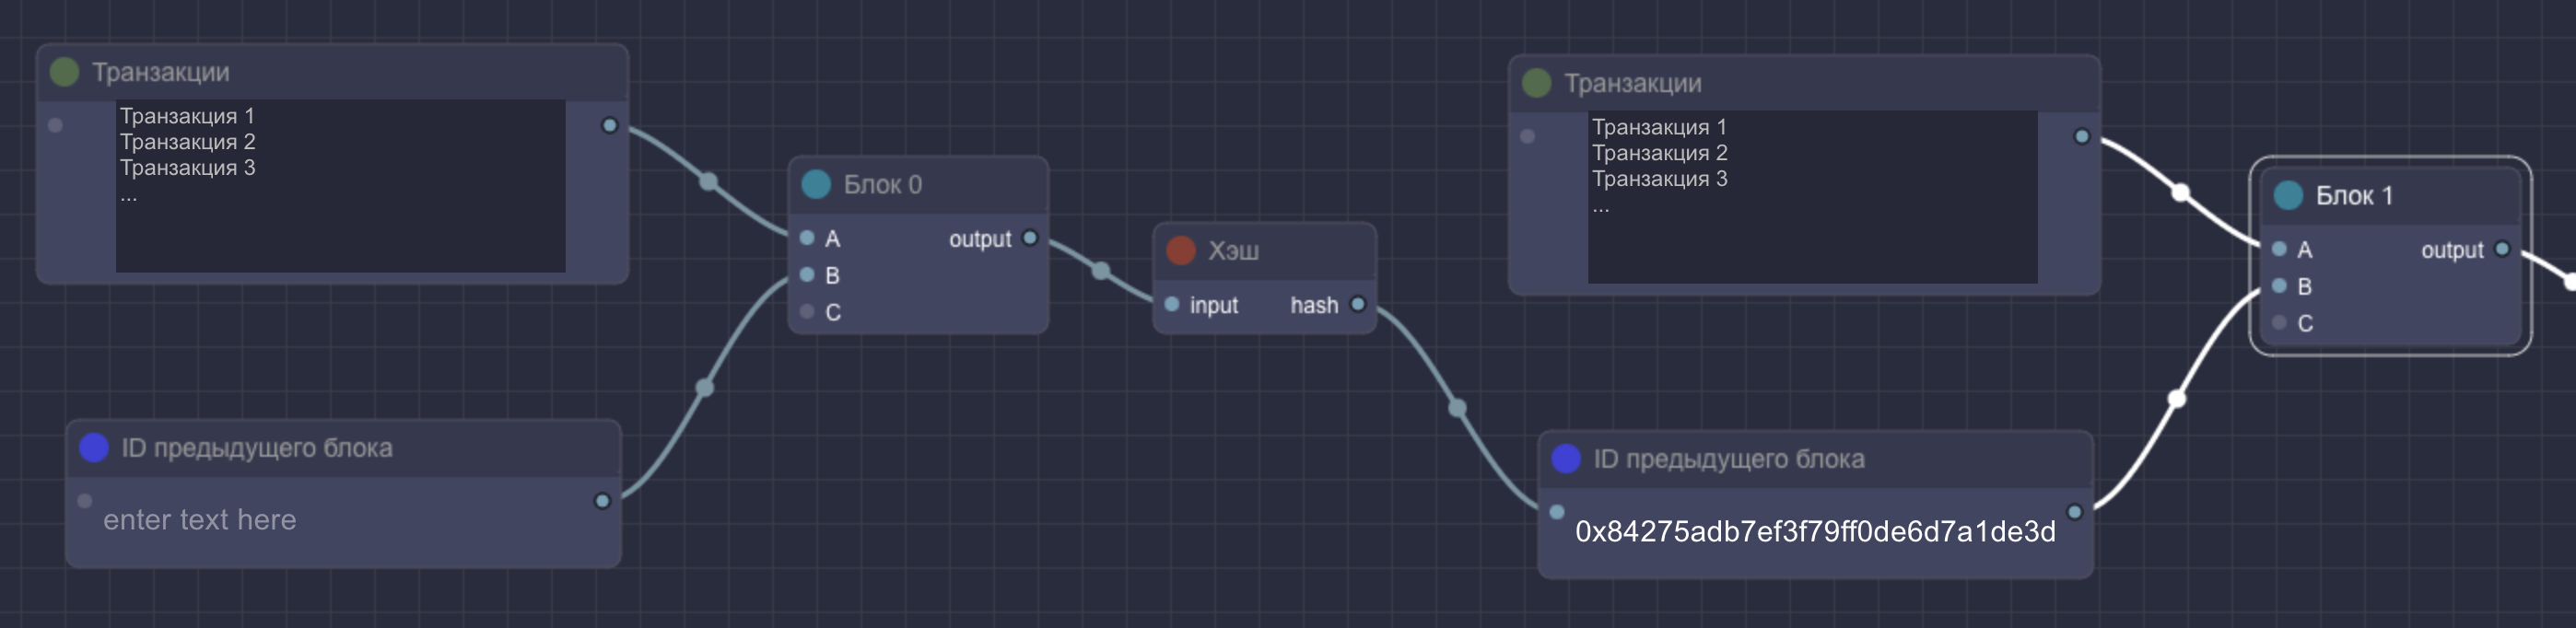 Транзакции
Транзакция 1
Транзакция 2
Транзакция 3
...
ID предыдущего блока
enter text here
Блок 0
A output
B
C
Хэш
input hash
Транзакции
Транзакция 1
Транзакция 2
Транзакция 3
...
ID предыдущего блока
0x84275adb7ef3f79ff0de6d7a1de3d
Блок 1
A output
B
C